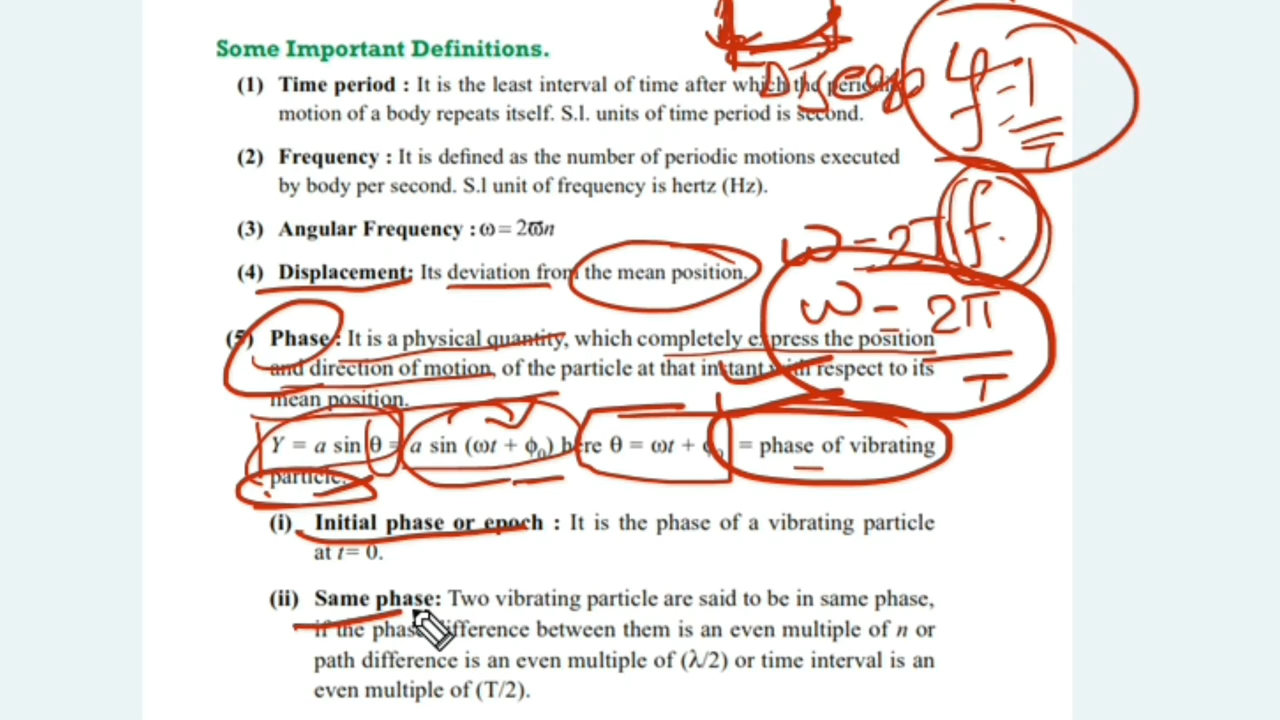 Some Important Definitions.
(1) Time period : It is the least interval of time after which the periodic
motion of a body repeats itself. S.I. units of time period is second.
Disep
f = 1/T
(2) Frequency : It is defined as the number of periodic motions executed
by body per second. S.I unit of frequency is hertz (Hz).
(3) Angular Frequency : ω = 2ϖn
ω = 2πf.
(4) Displacement: Its deviation from the mean position.
ω = 2π/T
(5) Phase : It is a physical quantity, which completely express the position
and direction of motion, of the particle at that instant with respect to its
mean position.
Y = a sin θ = a sin (ωt + ϕ₀) here θ = ωt + ϕ₀ = phase of vibrating
particle.
(i) Initial phase or epoch : It is the phase of a vibrating particle
at t= 0.
(ii) Same phase: Two vibrating particle are said to be in same phase,
if the phase difference between them is an even multiple of n or
path difference is an even multiple of (λ/2) or time interval is an
even multiple of (T/2).